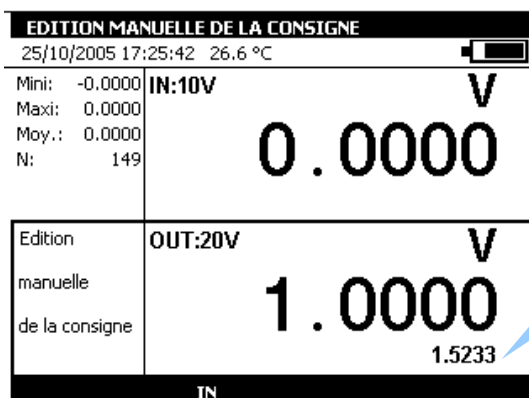 EDITION MANUELLE DE LA CONSIGNE
25/10/2005 17:25:42 26.6 °C
Mini: -0.0000
Maxi: 0.0000
Moy.: 0.0000
N: 149
IN:10V V
0.0000
Edition
manuelle
de la consigne
OUT:20V V
1.0000
1.5233
IN